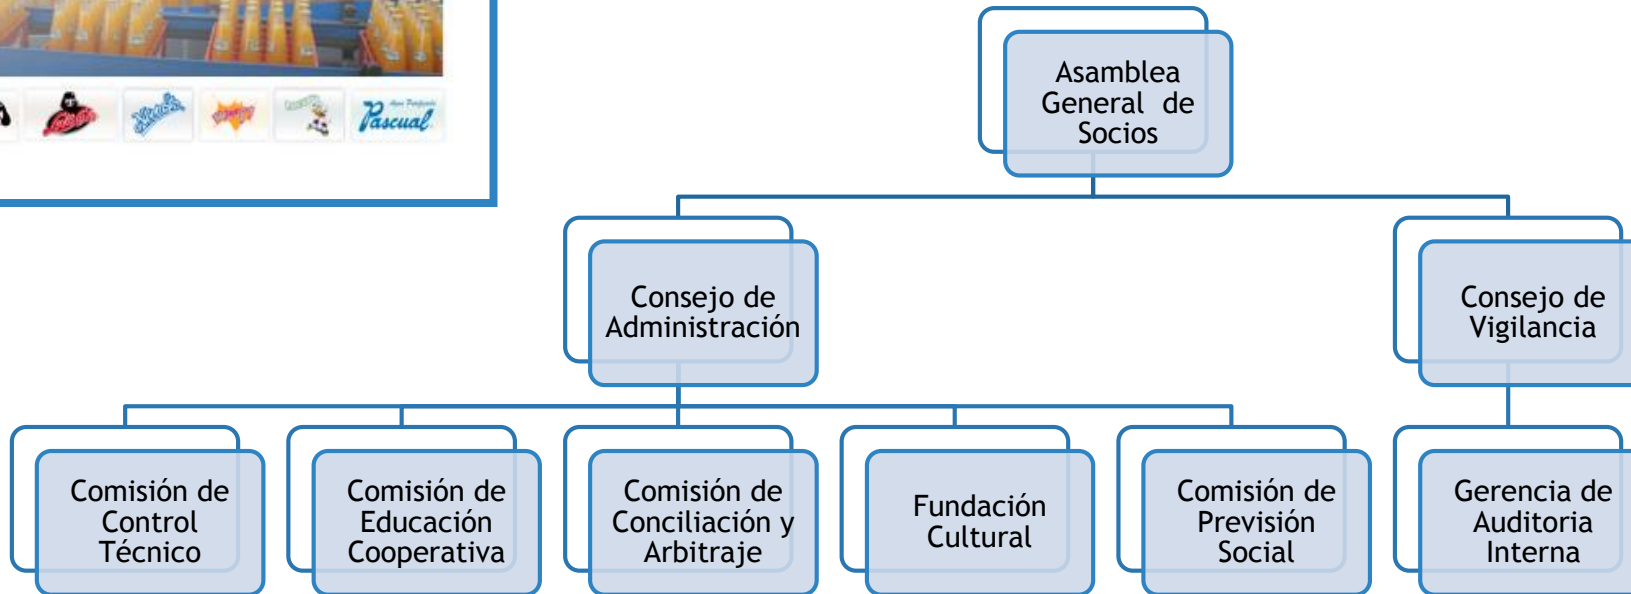 Pascual
Asamblea
General de
Socios
Consejo de
Administración
Consejo de
Vigilancia
Comisión de
Control
Técnico
Comisión de
Educación
Cooperativa
Comisión de
Conciliación y
Arbitraje
Fundación
Cultural
Comisión de
Previsión
Social
Gerencia de
Auditoria
Interna